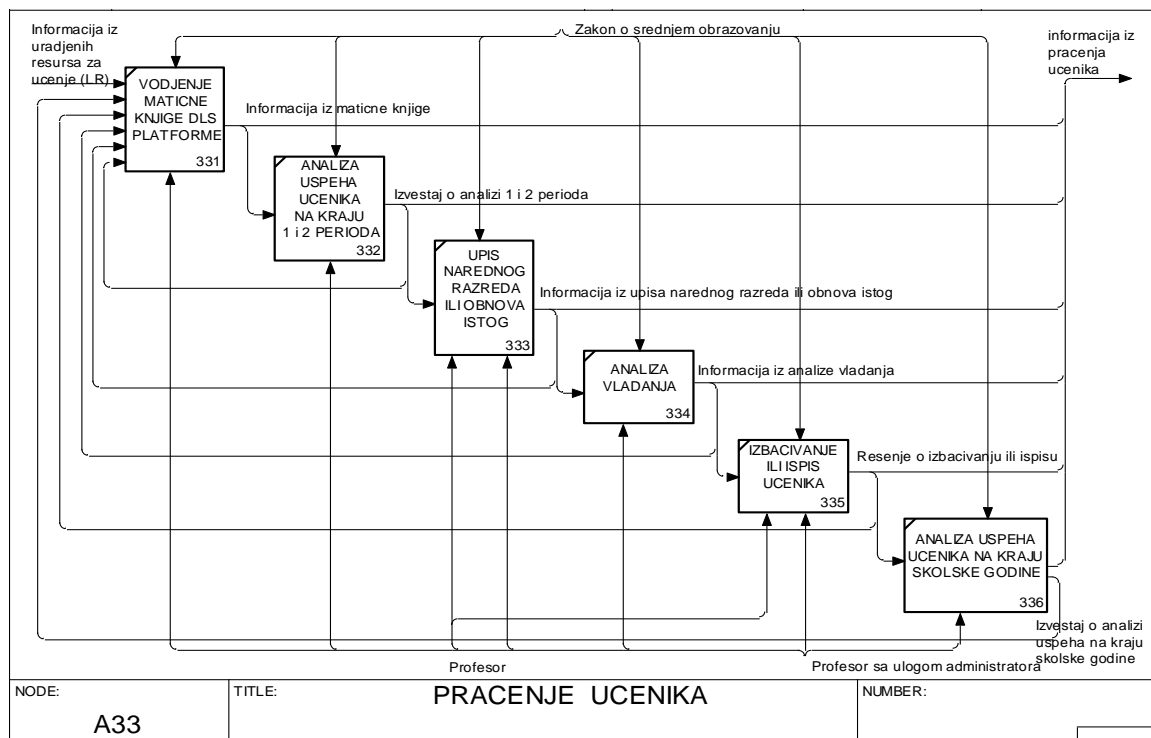 Informacija iz
uradjenih
resursa za
ucenje (LR)
Zakon o srednjem obrazovanju
informacija iz
pracenja
ucenika
VODJENJE
MATICNE
KNJIGE DLS
PLATFORME
331
Informacija iz maticne knjige
ANALIZA
USPEHA
UCENIKA
NA KRAJU
1 i 2 PERIODA
332
Izvestaj o analizi 1 i 2 perioda
UPIS
NAREDNOG
RAZREDA
ILI OBNOVA
ISTOG
333
Informacija iz upisa narednog razreda ili obnova istog
ANALIZA
VLADANJA
334
Informacija iz analize vladanja
IZBACIVANJE
ILI ISPIS
UCENIKA
335
Resenje o izbacivanju ili ispisu
ANALIZA USPEHA
UCENIKA NA KRAJU
SKOLSKE GODINE
336
Izvestaj o analizi
uspeha na kraju
skolske godine
Profesor
Profesor sa ulogom administratora
NODE:
A33
TITLE:
PRACENJE UCENIKA
NUMBER: